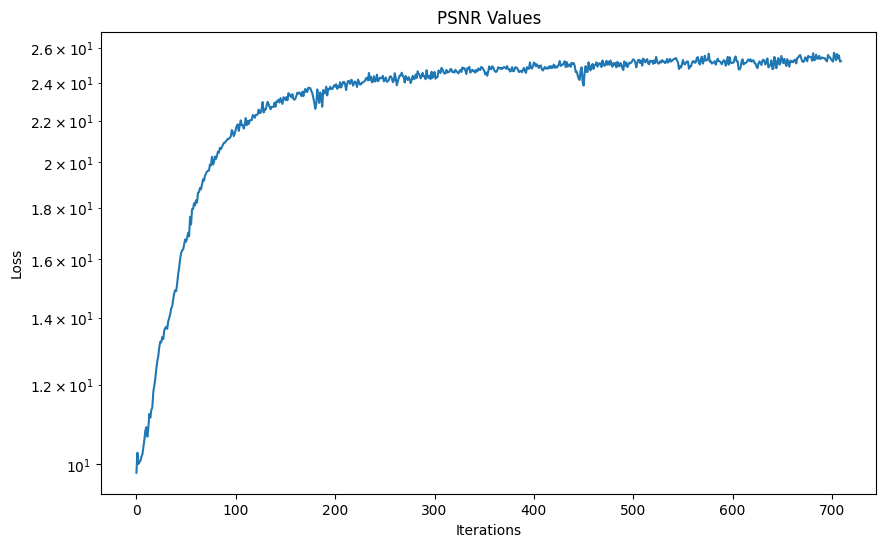 PSNR Values
2.6 × 10¹
2.4 × 10¹
2.2 × 10¹
2 × 10¹
1.8 × 10¹
1.6 × 10¹
1.4 × 10¹
1.2 × 10¹
10¹
Loss
0 100 200 300 400 500 600 700
Iterations